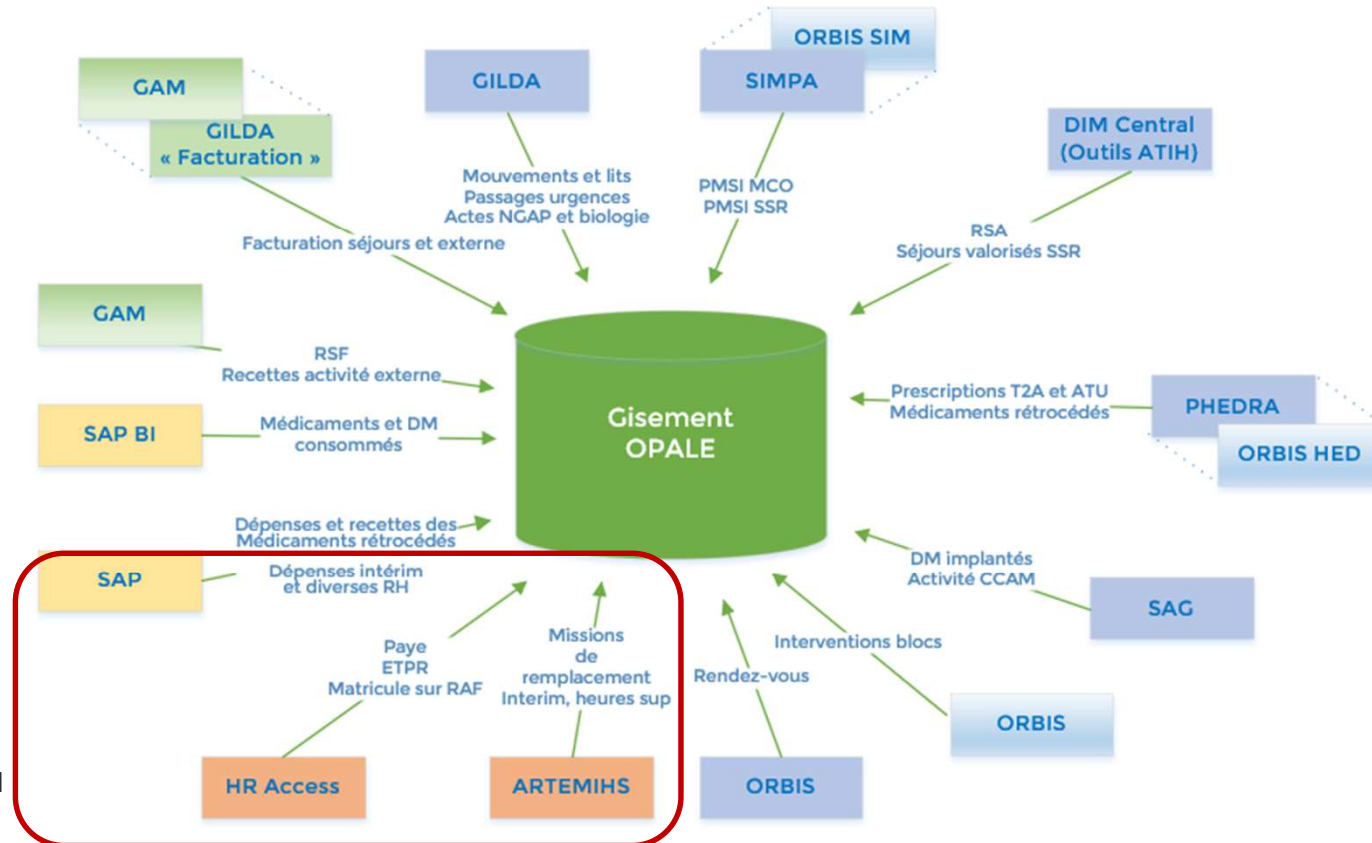 ORBIS SIM
GAM
GILDA
SIMPA
GILDA
« Facturation »
DIM Central
(Outils ATIH)
Mouvements et lits
Passages urgences
Actes NGAP et biologie
PMSI MCO
PMSI SSR
RSA
Séjours valorisés SSR
Facturation séjours et externe
GAM
RSF
Recettes activité externe
Gisement
OPALE
Prescriptions T2A et ATU
Médicaments rétrocédés
PHEDRA
ORBIS HED
SAP BI
Médicaments et DM
consommés
Dépenses et recettes des
Médicaments rétrocédés
SAP
Dépenses intérim
et diverses RH
DM implantés
Activité CCAM
SAG
Paye
ETPR
Matricule sur RAF
Missions
de
remplacement
Interim, heures sup
Rendez-vous
Interventions blocs
ORBIS
HR Access
ARTEMIHS
ORBIS